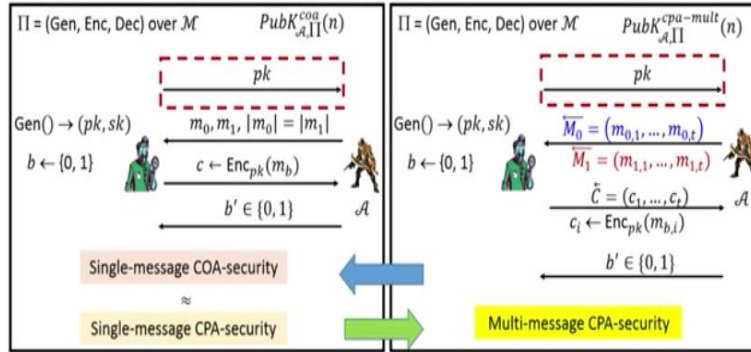 Π = (Gen, Enc, Dec) over ℳ
PubK^{coa}_{𝒜,Π}(n)
pk
Gen() → (pk, sk)
m₀, m₁, |m₀| = |m₁|
b ← {0, 1}
c ← Enc_{pk}(m_b)
b′ ∈ {0, 1}
𝒜
Single-message COA-security
≈
Single-message CPA-security
Π = (Gen, Enc, Dec) over ℳ
PubK^{cpa−mult}_{𝒜,Π}(n)
pk
Gen() → (pk, sk)
M₀ = (m_{0,1}, ..., m_{0,t})
b ← {0, 1}
M₁ = (m_{1,1}, ..., m_{1,t})
C = (c₁, ..., c_t)
𝒜
c_i ← Enc_{pk}(m_{b,i})
b′ ∈ {0, 1}
Multi-message CPA-security